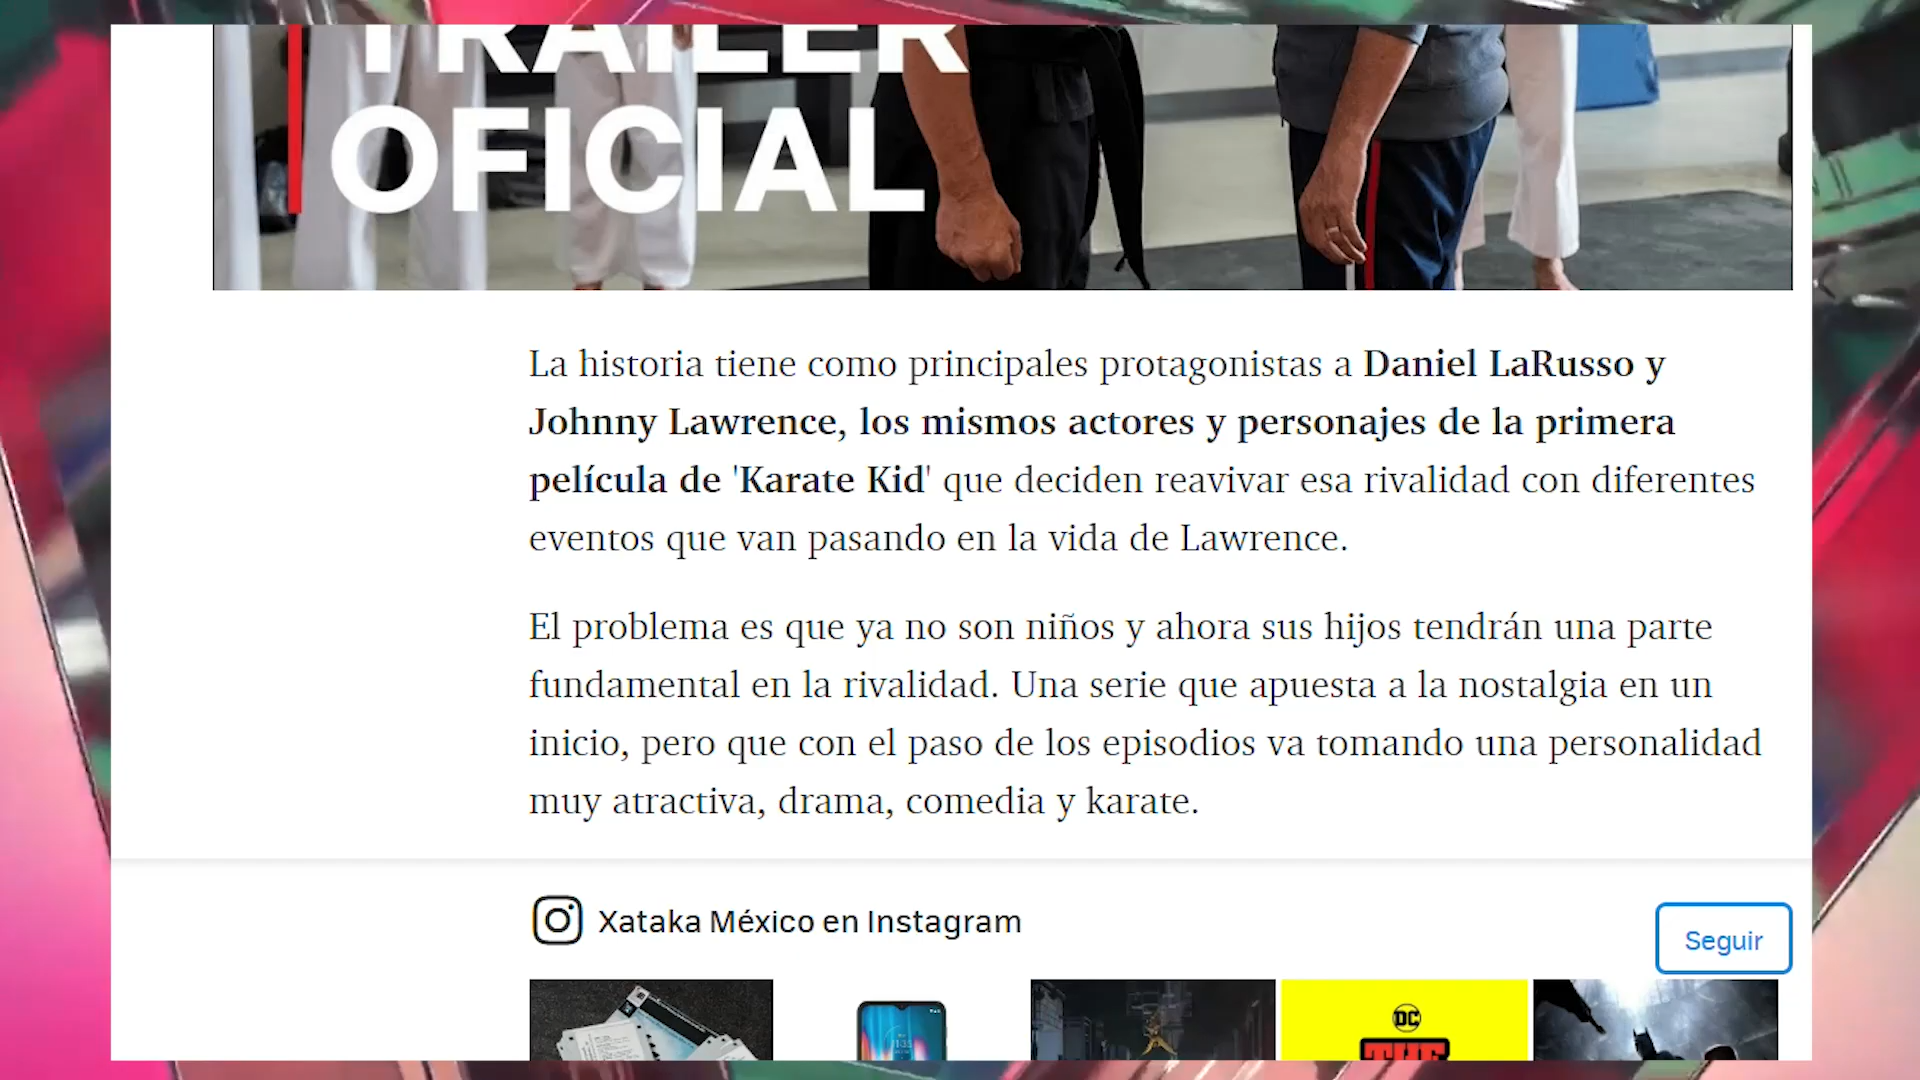 TRAILER
OFICIAL
La historia tiene como principales protagonistas a Daniel LaRusso y
Johnny Lawrence, los mismos actores y personajes de la primera
película de 'Karate Kid' que deciden reavivar esa rivalidad con diferentes
eventos que van pasando en la vida de Lawrence.
El problema es que ya no son niños y ahora sus hijos tendrán una parte
fundamental en la rivalidad. Una serie que apuesta a la nostalgia en un
inicio, pero que con el paso de los episodios va tomando una personalidad
muy atractiva, drama, comedia y karate.
Xataka México en Instagram
Seguir
DC
THE